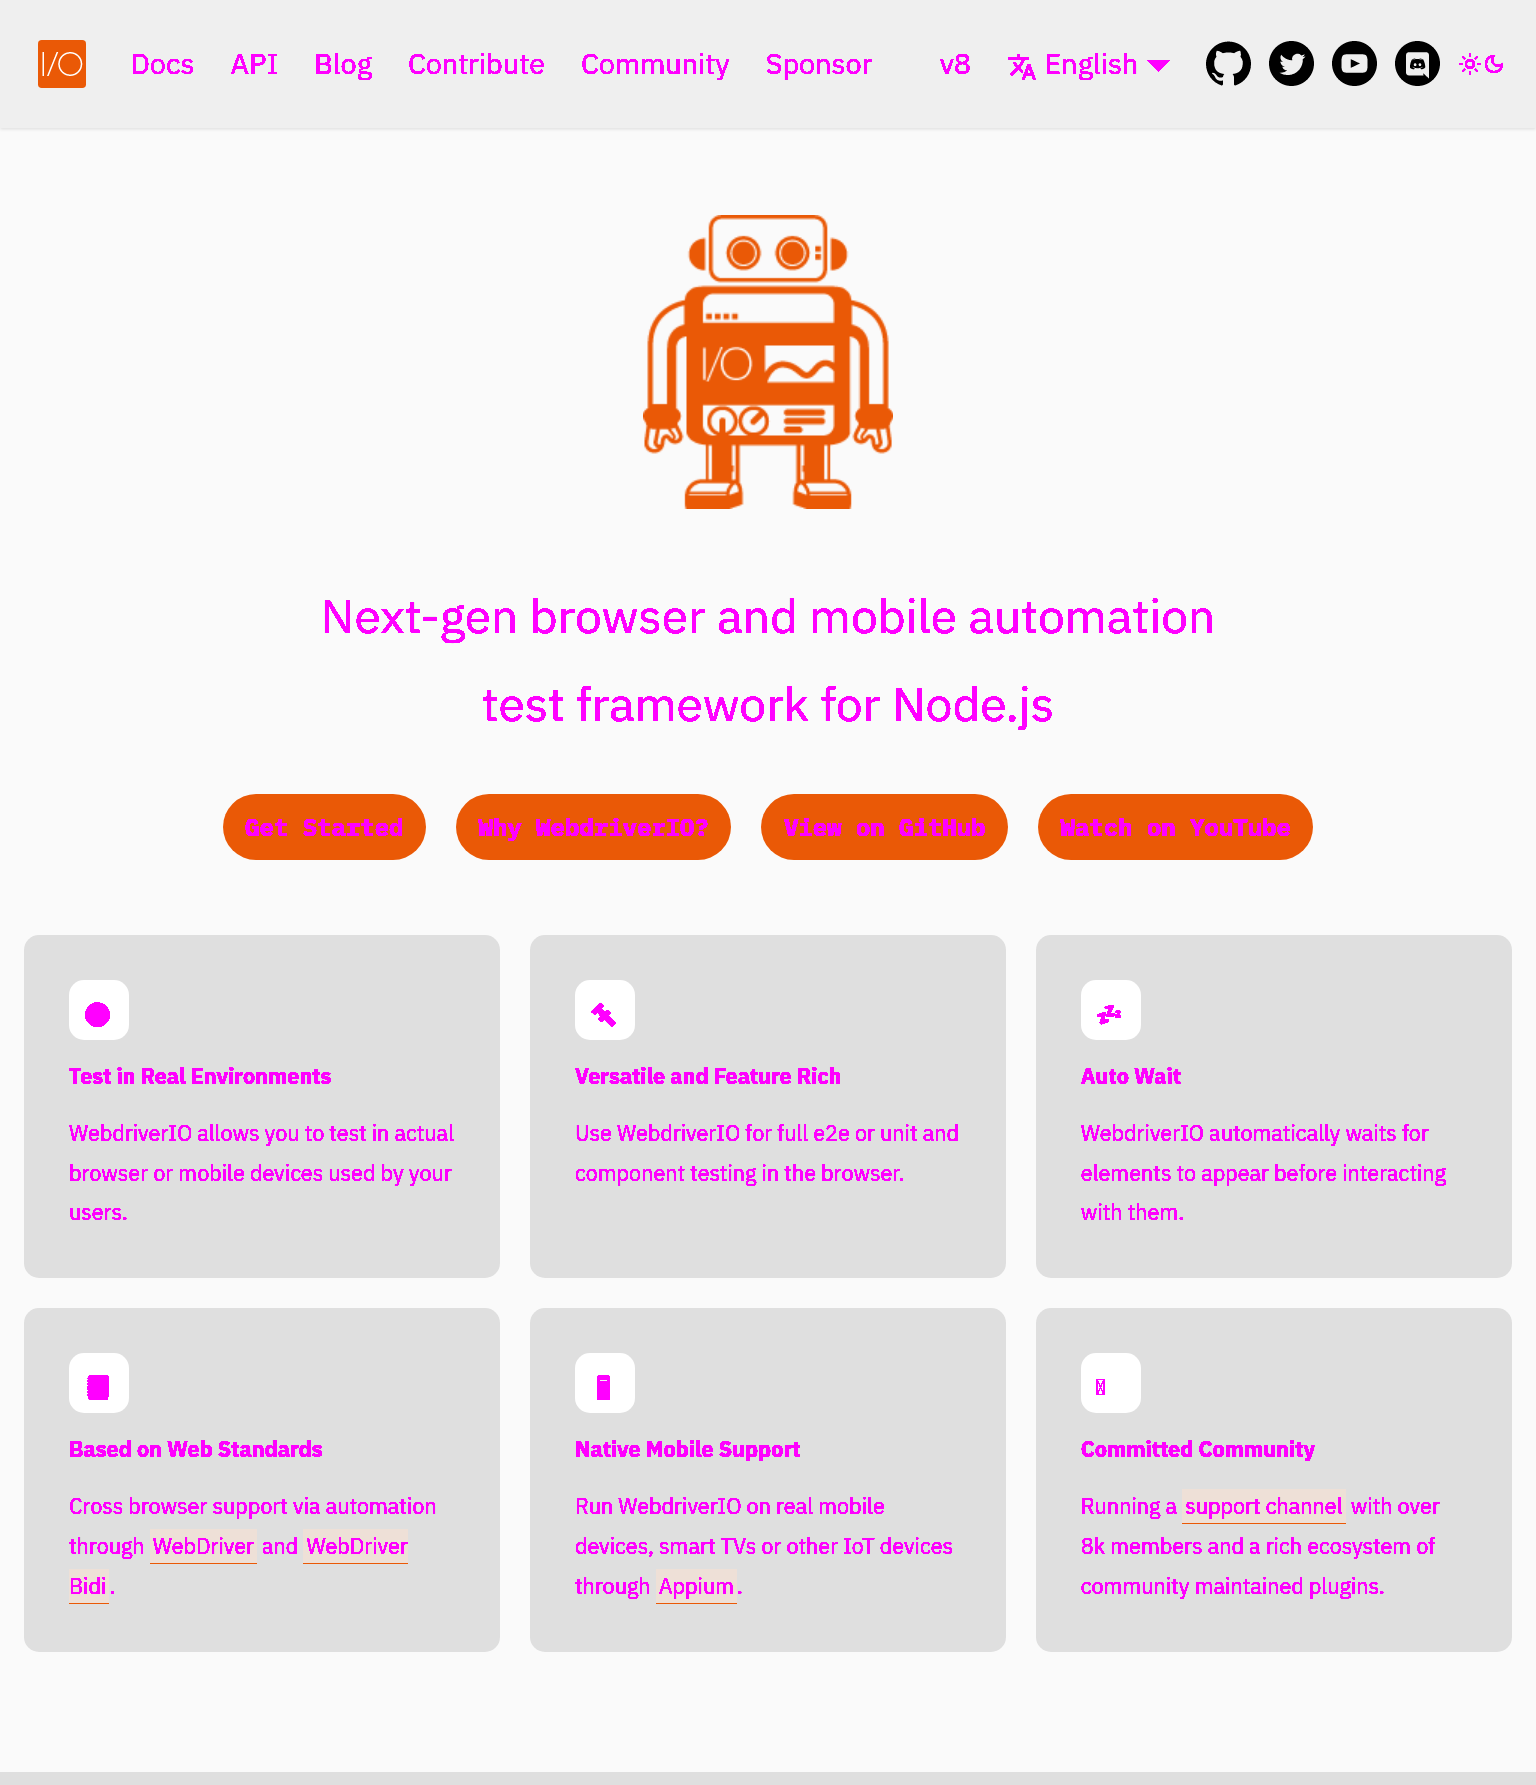 I/O Docs API Blog Contribute Community Sponsor v8 English
I/O
Next-gen browser and mobile automation
test framework for Node.js
Get Started Why WebdriverIO? View on GitHub Watch on YouTube
Test in Real Environments
WebdriverIO allows you to test in actual
browser or mobile devices used by your
users.
Versatile and Feature Rich
Use WebdriverIO for full e2e or unit and
component testing in the browser.
Auto Wait
WebdriverIO automatically waits for
elements to appear before interacting
with them.
Based on Web Standards
Cross browser support via automation
through WebDriver and WebDriver
Bidi.
Native Mobile Support
Run WebdriverIO on real mobile
devices, smart TVs or other IoT devices
through Appium.
Committed Community
Running a support channel with over
8k members and a rich ecosystem of
community maintained plugins.